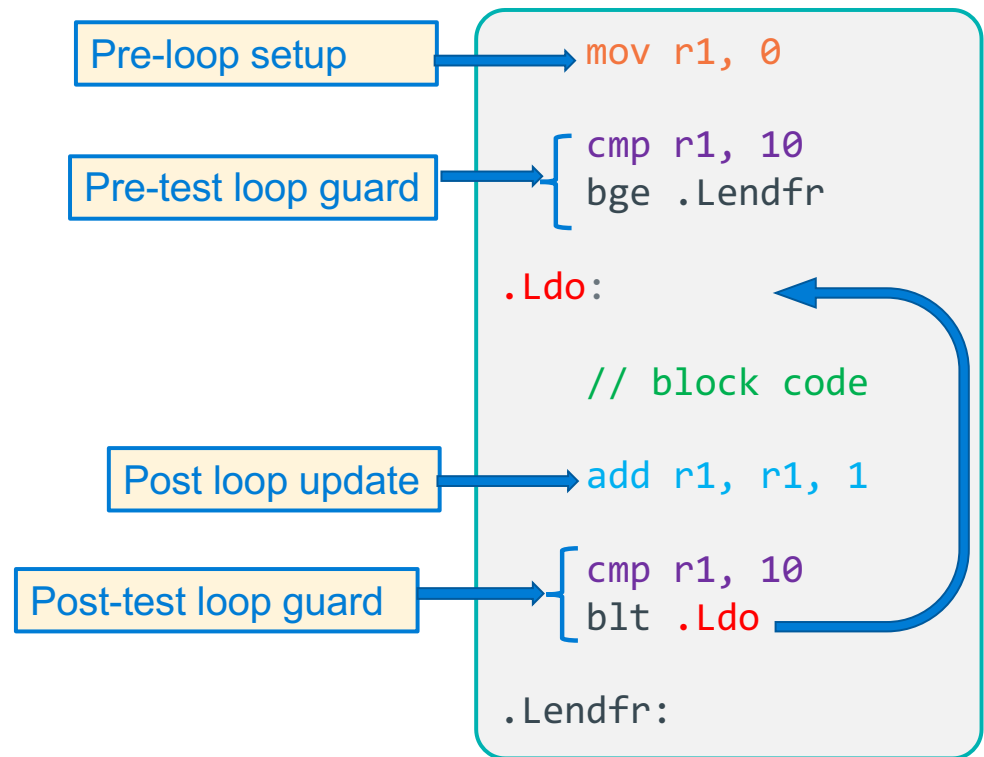 Pre-loop setup
mov r1, 0
Pre-test loop guard
cmp r1, 10
bge .Lendfr
.Ldo:
// block code
Post loop update
add r1, r1, 1
Post-test loop guard
cmp r1, 10
blt .Ldo
.Lendfr: